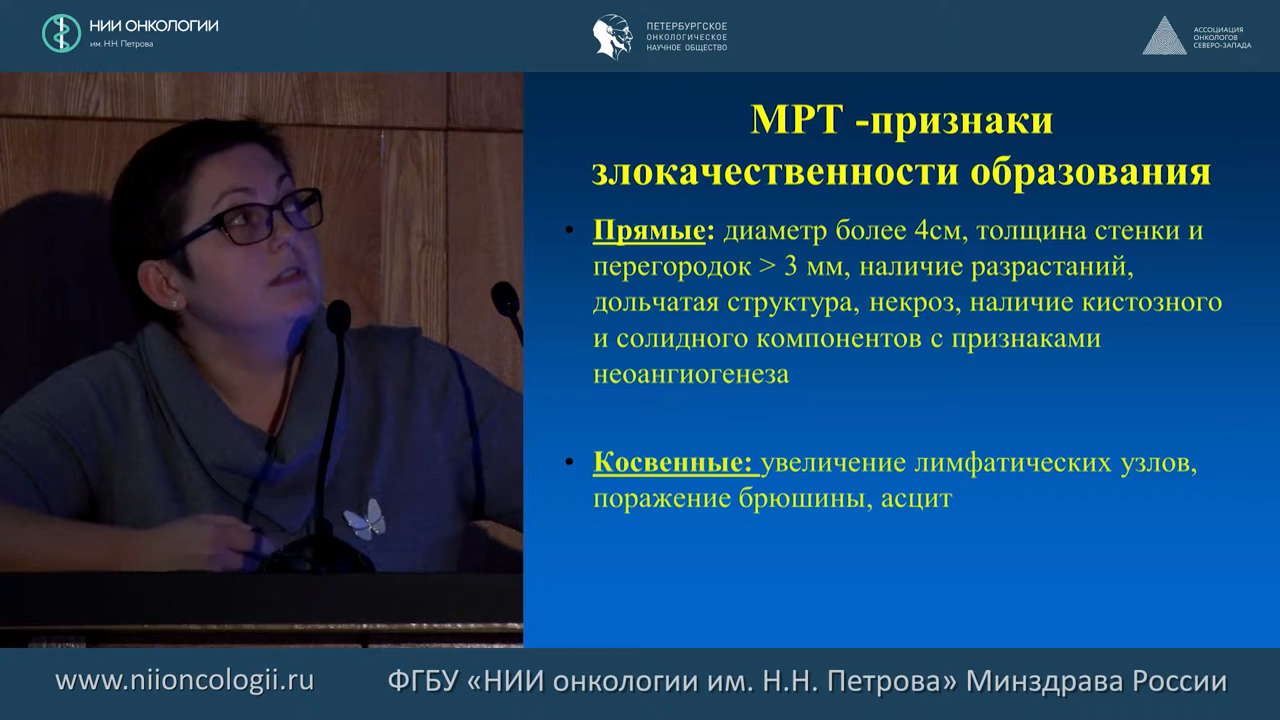 НИИ ОНКОЛОГИИ
им. Н.Н. Петрова
ПЕТЕРБУРГСКОЕ
ОНКОЛОГИЧЕСКОЕ
НАУЧНОЕ ОБЩЕСТВО
АССОЦИАЦИЯ
ОНКОЛОГОВ
СЕВЕРО-ЗАПАДА
МРТ -признаки
злокачественности образования
• Прямые: диаметр более 4см, толщина стенки и
перегородок > 3 мм, наличие разрастаний,
дольчатая структура, некроз, наличие кистозного
и солидного компонентов с признаками
неоангиогенеза
• Косвенные: увеличение лимфатических узлов,
поражение брюшины, асцит
www.niioncologii.ru
ФГБУ «НИИ онкологии им. Н.Н. Петрова» Минздрава России